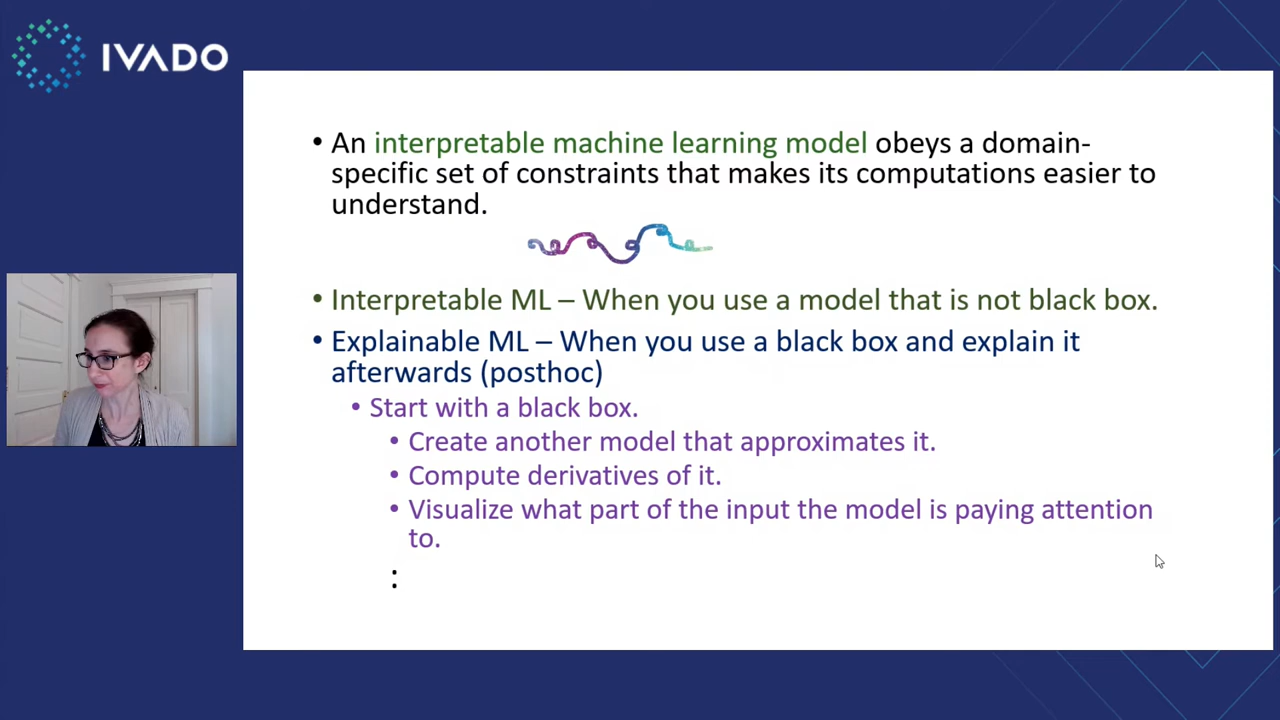 IVADO
• An interpretable machine learning model obeys a domain-
specific set of constraints that makes its computations easier to
understand.
• Interpretable ML – When you use a model that is not black box.
• Explainable ML – When you use a black box and explain it
afterwards (posthoc)
• Start with a black box.
• Create another model that approximates it.
• Compute derivatives of it.
• Visualize what part of the input the model is paying attention
to.
: